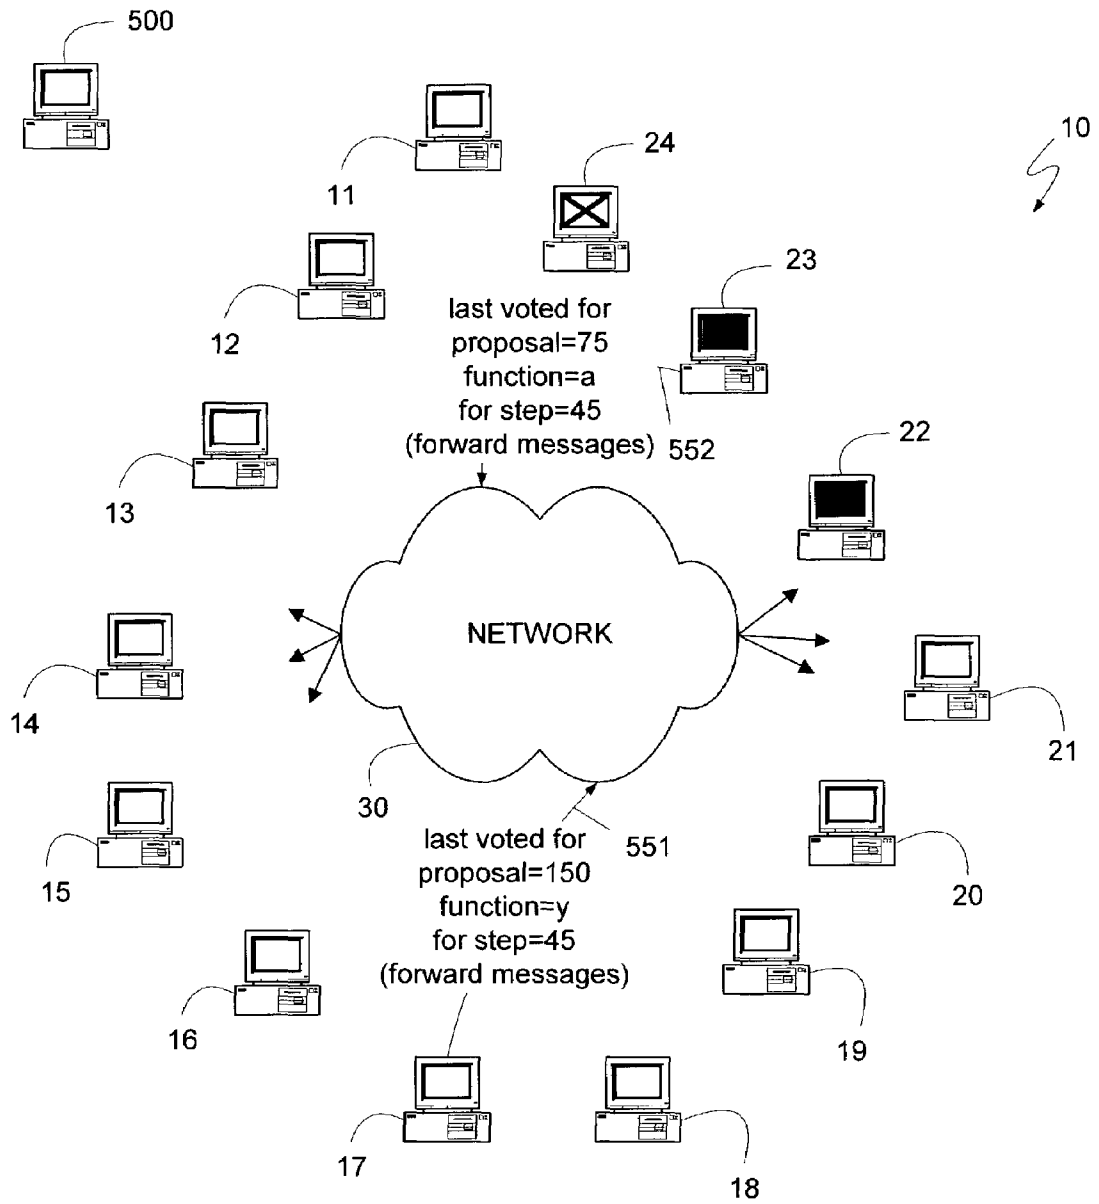 500
10
11
24
12
23
last voted for
proposal=75
function=a
for step=45
(forward messages)
552
13
22
NETWORK
14
21
30
last voted for
proposal=150
function=y
for step=45
(forward messages)
551
15
20
16
19
17
18